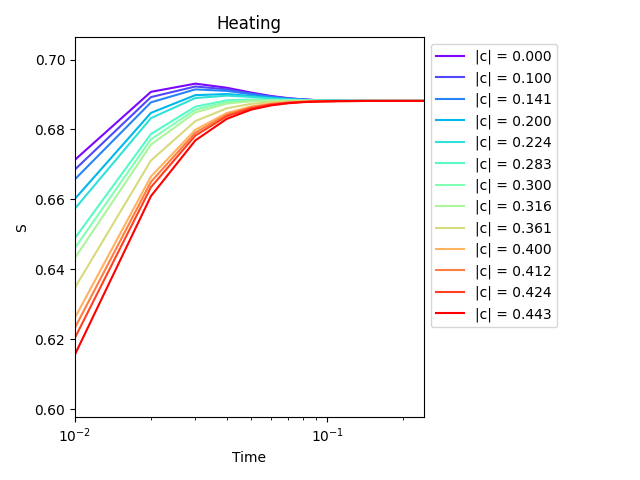 Heating
S
0.70
0.68
0.66
0.64
0.62
0.60
10⁻²
10⁻¹
Time
|c| = 0.000
|c| = 0.100
|c| = 0.141
|c| = 0.200
|c| = 0.224
|c| = 0.283
|c| = 0.300
|c| = 0.316
|c| = 0.361
|c| = 0.400
|c| = 0.412
|c| = 0.424
|c| = 0.443